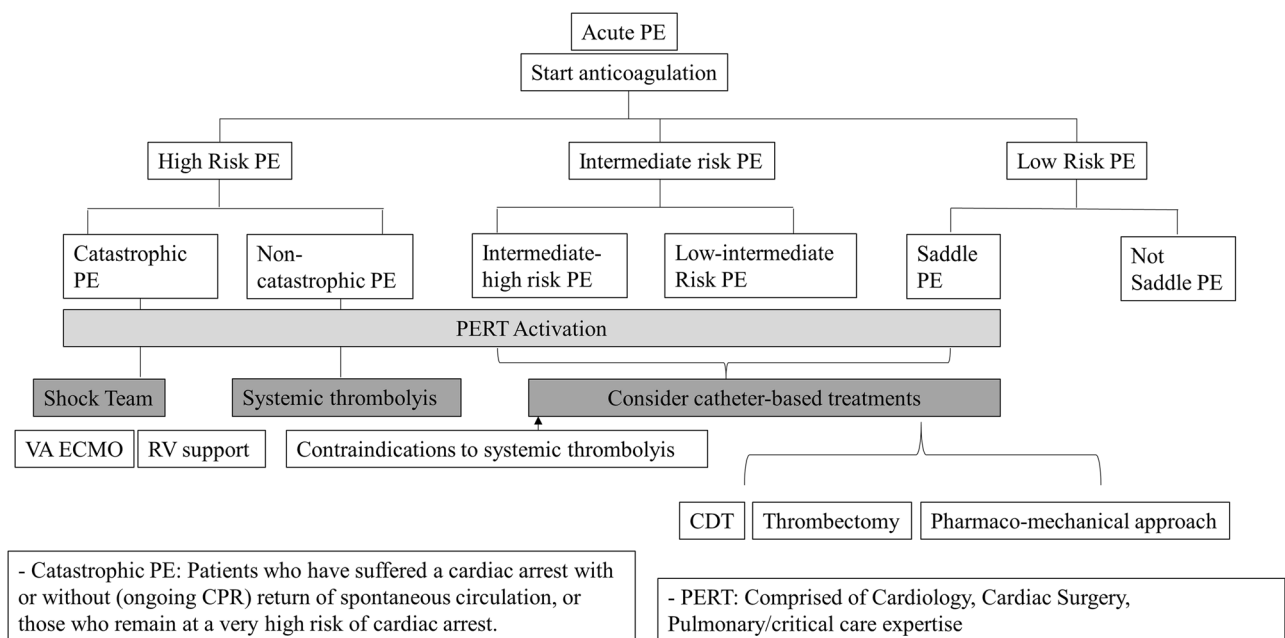 Acute PE
Start anticoagulation
High Risk PE
Intermediate risk PE
Low Risk PE
Catastrophic
PE
Non-
catastrophic PE
Intermediate-
high risk PE
Low-intermediate
Risk PE
Saddle
PE
Not
Saddle PE
PERT Activation
Shock Team
Systemic thrombolyis
Consider catheter-based treatments
VA ECMO
RV support
Contraindications to systemic thrombolyis
CDT
Thrombectomy
Pharmaco-mechanical approach
- Catastrophic PE: Patients who have suffered a cardiac arrest with
or without (ongoing CPR) return of spontaneous circulation, or
those who remain at a very high risk of cardiac arrest.
- PERT: Comprised of Cardiology, Cardiac Surgery,
Pulmonary/critical care expertise